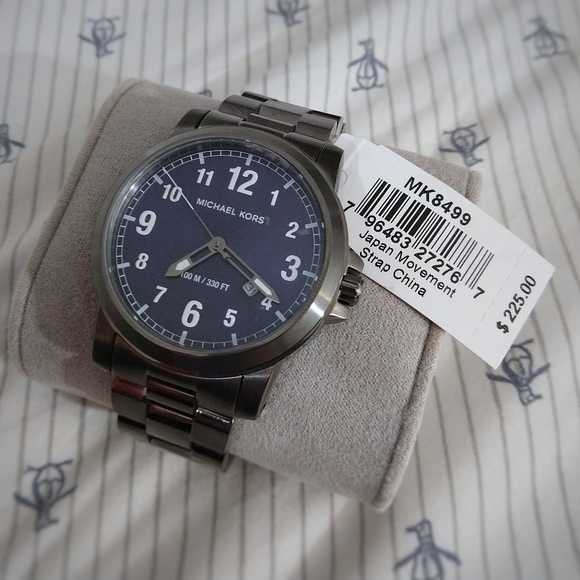 11 12 1
10 2
MICHAEL KORS
9 3
8 4
100 M / 330 FT
7 6 5
MK8499
7 96483 27276 7
Japan Movement
Strap China
$ 225.00